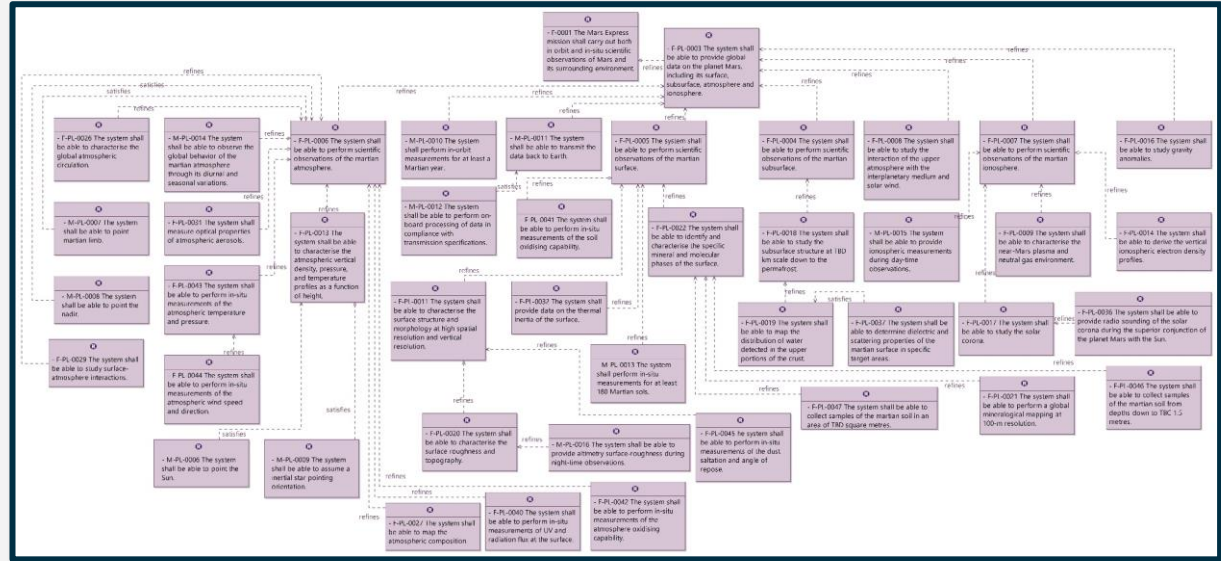 - F-0001 The Mars Express
mission shall carry out both
in orbit and in-situ scientific
observations of Mars and
its surrounding environment.
- F-PL-0003 The system shall
be able to provide global
data on the planet Mars,
including its surface,
subsurface, atmosphere and
ionosphere.
refines
refines
satisfies
refines
refines
refines
refines
refines
refines
refines
refines
- F-PL-0026 The system shall
be able to characterise the
global atmospheric
circulation.
- M-PL-0014 The system
shall be able to observe the
global behavior of the
martian atmosphere
through its diurnal and
seasonal variations.
refines
- F-PL-0006 The system shall
be able to perform scientific
observations of the martian
atmosphere.
- M-PL-0010 The system
shall perform in-orbit
measurements for at least a
Martian year.
- M-PL-0011 The system
shall be able to transmit the
data back to Earth.
- F-PL-0005 The system shall
be able to perform scientific
observations of the martian
surface.
- F-PL-0004 The system shall
be able to perform scientific
observations of the martian
subsurface.
- F-PL-0008 The system shall
be able to study the
interaction of the upper
atmosphere with the
interplanetary medium and
solar wind.
- F-PL-0007 The system shall
be able to perform scientific
observations of the martian
ionosphere.
- F-PL-0016 The system shall
be able to study gravity
anomalies.
satisfies
refines
refines
refines
refines
refines
refines
refines
- M-PL-0007 The system
shall be able to point
martian limb.
- F-PL-0031 The system shall
measure optical properties
of atmospheric aerosols.
- F-PL-0013 The
system shall be able
to characterise the
atmospheric vertical
density, pressure, and
temperature profiles
as a function of
height.
- M-PL-0012 The system
shall be able to perform on-
board processing of data in
compliance with
transmission specifications.
F PL 0041 The system shall
be able to perform in-situ
measurements of the soil
oxidising capability.
- F-PL-0022 The system shall
be able to identify and
characterise the specific
mineral and molecular
phases of the surface.
- F-PL-0018 The system
shall be able to study the
subsurface structure at TBD
km scale down to the
permafrost.
- M-PL-0015 The system
shall be able to provide
ionospheric measurements
during day-time
observations.
- F-PL-0009 The system shall
be able to characterise the
near-Mars plasma and
neutral gas environment.
- F-PL-0014 The system shall
be able to derive the vertical
ionospheric electron density
profiles.
refines
- M-PL-0008 The system
shall be able to point the
nadir.
- F-PL-0043 The system shall
be able to perform in-situ
measurements of the
atmospheric temperature
and pressure.
refines
- F-PL-0011 The system shall
be able to characterise the
surface structure and
morphology at high spatial
resolution and vertical
resolution.
refines
- F-PL-0032 The system shall
provide data on the thermal
inertia of the surface.
refines
satisfies
- F-PL-0019 The system shall
be able to map the
distribution of water
detected in the upper
portions of the crust.
- F-PL-0037 The system shall
be able to determine dielectric
and scattering properties of
the martian surface in specific
target areas.
- F-PL-0017 The system shall
be able to study the solar
corona.
refines
- F-PL-0036 The system shall be able to
provide radio sounding of the solar
corona during the superior conjunction of
the planet Mars with the Sun.
- F-PL-0029 The system shall
be able to study surface-
atmosphere interactions.
refines
F PL 0044 The system shall
be able to perform in-situ
measurements of the
atmospheric wind speed
and direction.
satisfies
M PL 0013 The system
shall perform in-situ
measurements for at least
180 Martian sols.
refines
refines
refines
- F-PL-0047 The system shall be able to
collect samples of the martian soil in an
area of TBD square metres.
- F-PL-0021 The system shall
be able to perform a global
mineralogical mapping at
100-m resolution.
- F-PL-0046 The system shall
be able to collect samples
of the martian soil from
depths down to TBC 1.5
metres.
satisfies
- M-PL-0006 The system
shall be able to point the
Sun.
satisfies
- M-PL-0009 The system
shall be able to assume a
inertial star pointing
orientation.
refines
- F-PL-0020 The system shall
be able to characterise the
surface roughness and
topography.
refines
- M-PL-0016 The system shall be able to
provide altimetry surface-roughness during
night-time observations.
- F-PL-0045 The system shall
be able to perform in-situ
measurements of the dust
saltation and angle of
repose.
refines
refines
refines
- F-PL-0027 The system shall
be able to map the
atmospheric composition
- F-PL-0040 The system shall
be able to perform in-situ
measurements of UV and
radiation flux at the surface.
- F-PL-0042 The system shall
be able to perform in-situ
measurements of the
atmosphere oxidising
capability.